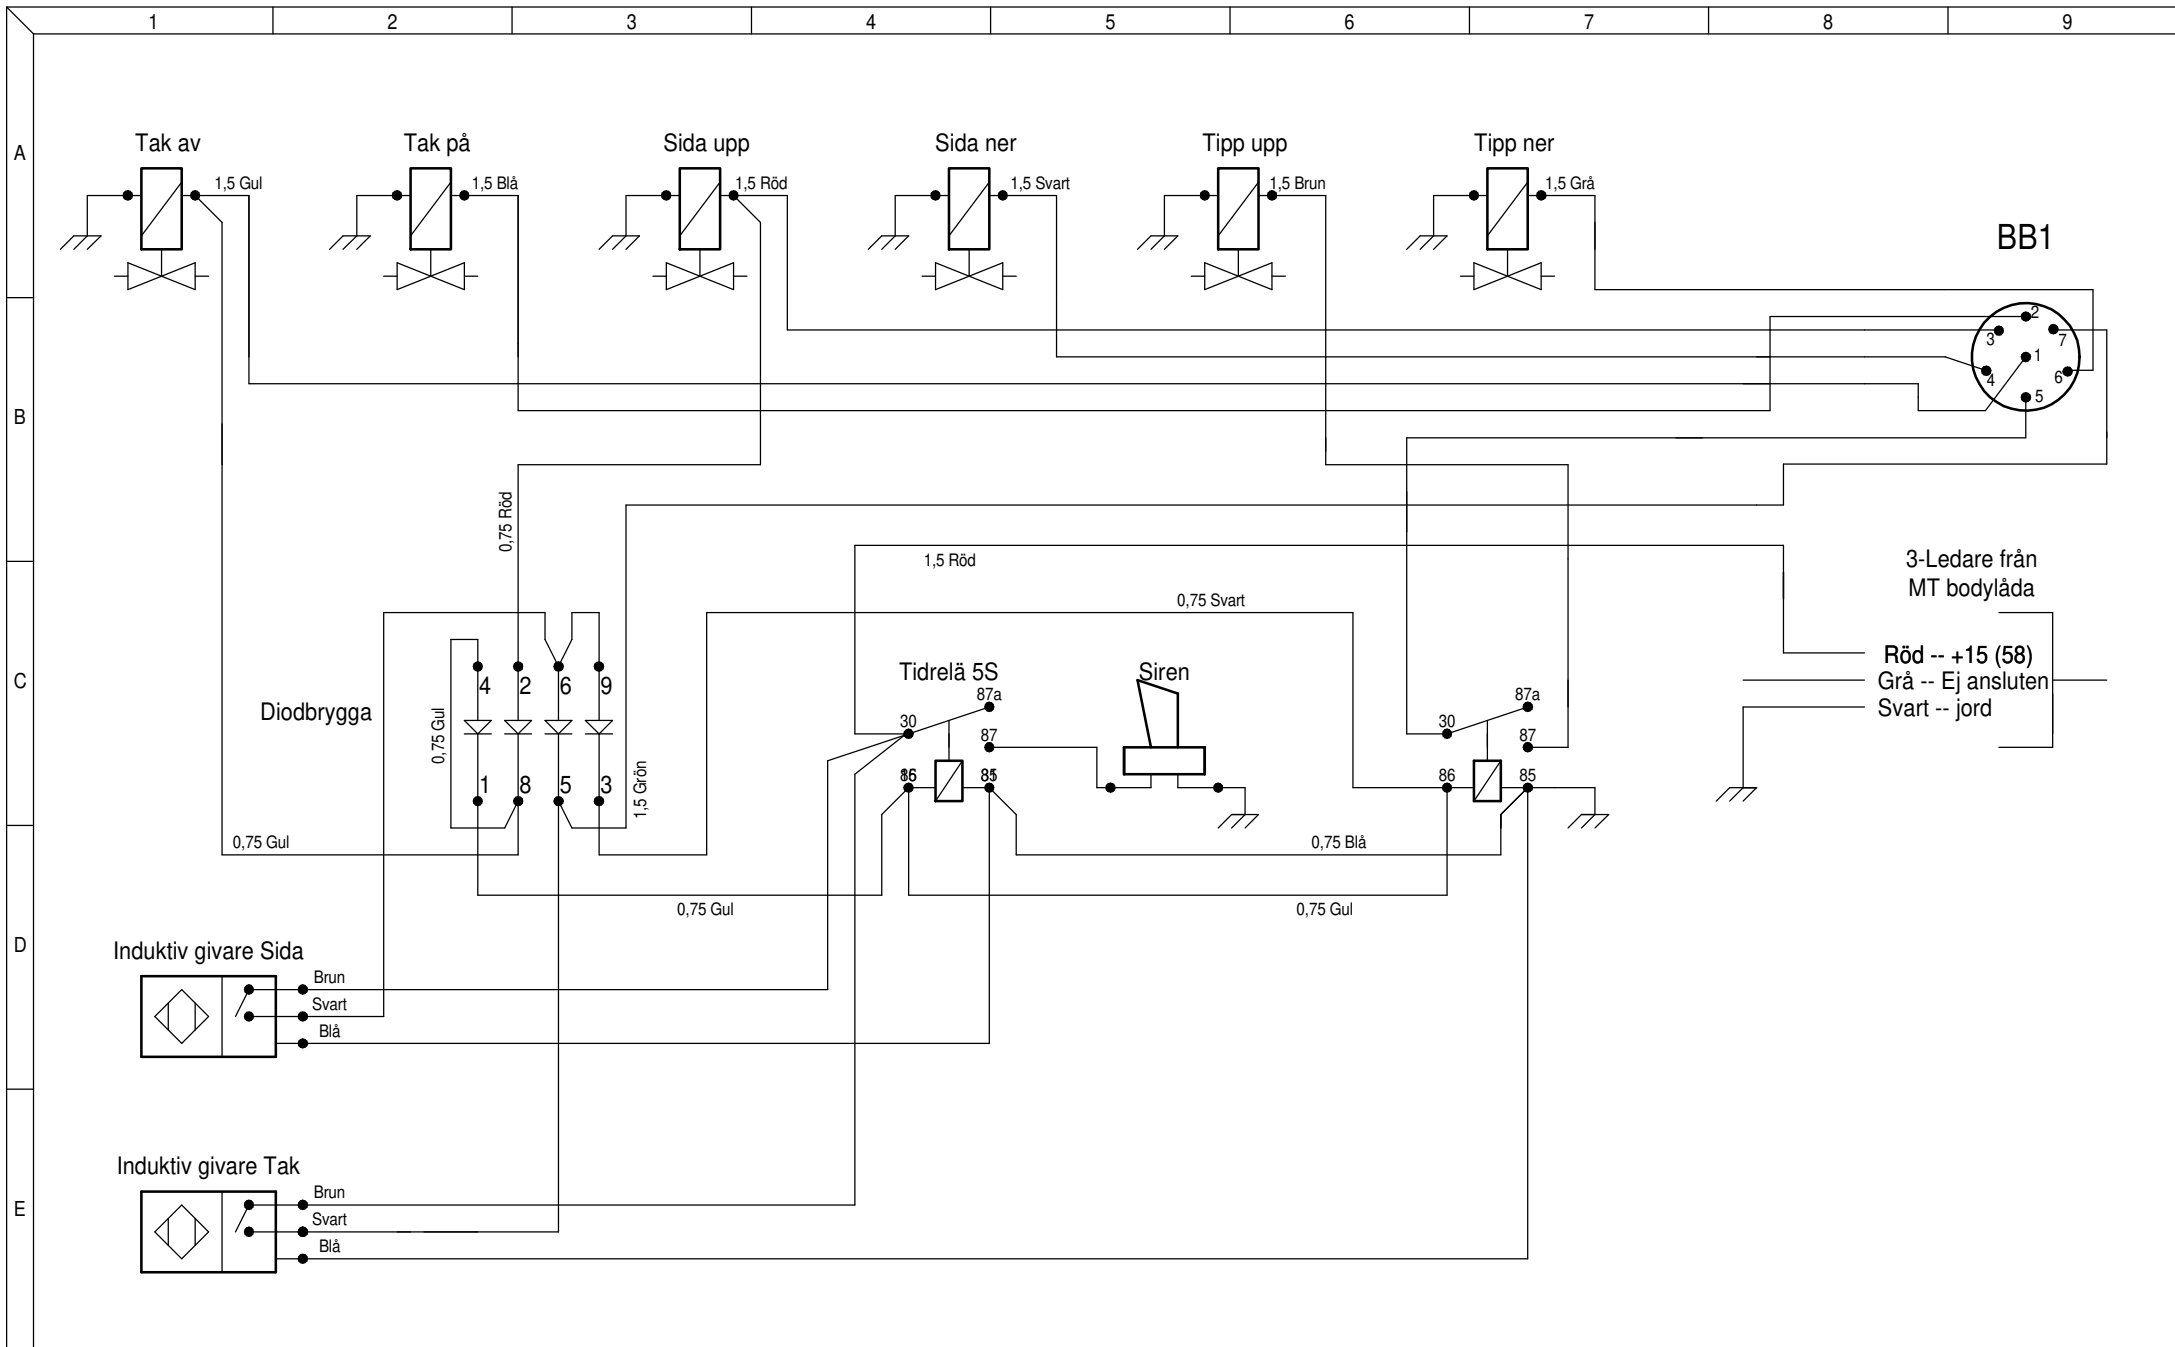 1 2 3 4 5 6 7 8 9
A
Tak av
Tak på
Sida upp
Sida ner
Tipp upp
Tipp ner
1,5 Gul
1,5 Blå
1,5 Röd
1,5 Svart
1,5 Brun
1,5 Grå
BB1
B
2
3
7
1
4
6
5
0,75 Röd
1,5 Röd
3-Ledare från
MT bodylåda
C
0,75 Svart
Röd -- +15 (58)
Grå -- Ej ansluten
Svart -- jord
Diodbrygga
4 2 6 9
0,75 Gul
1 8 5 3
1,5 Grön
Tidrelä 5S
87a
30
87
Siren
87a
30
87
86
85
0,75 Gul
0,75 Blå
0,75 Gul
0,75 Gul
D
Induktiv givare Sida
Brun
Svart
Blå
E
Induktiv givare Tak
Brun
Svart
Blå